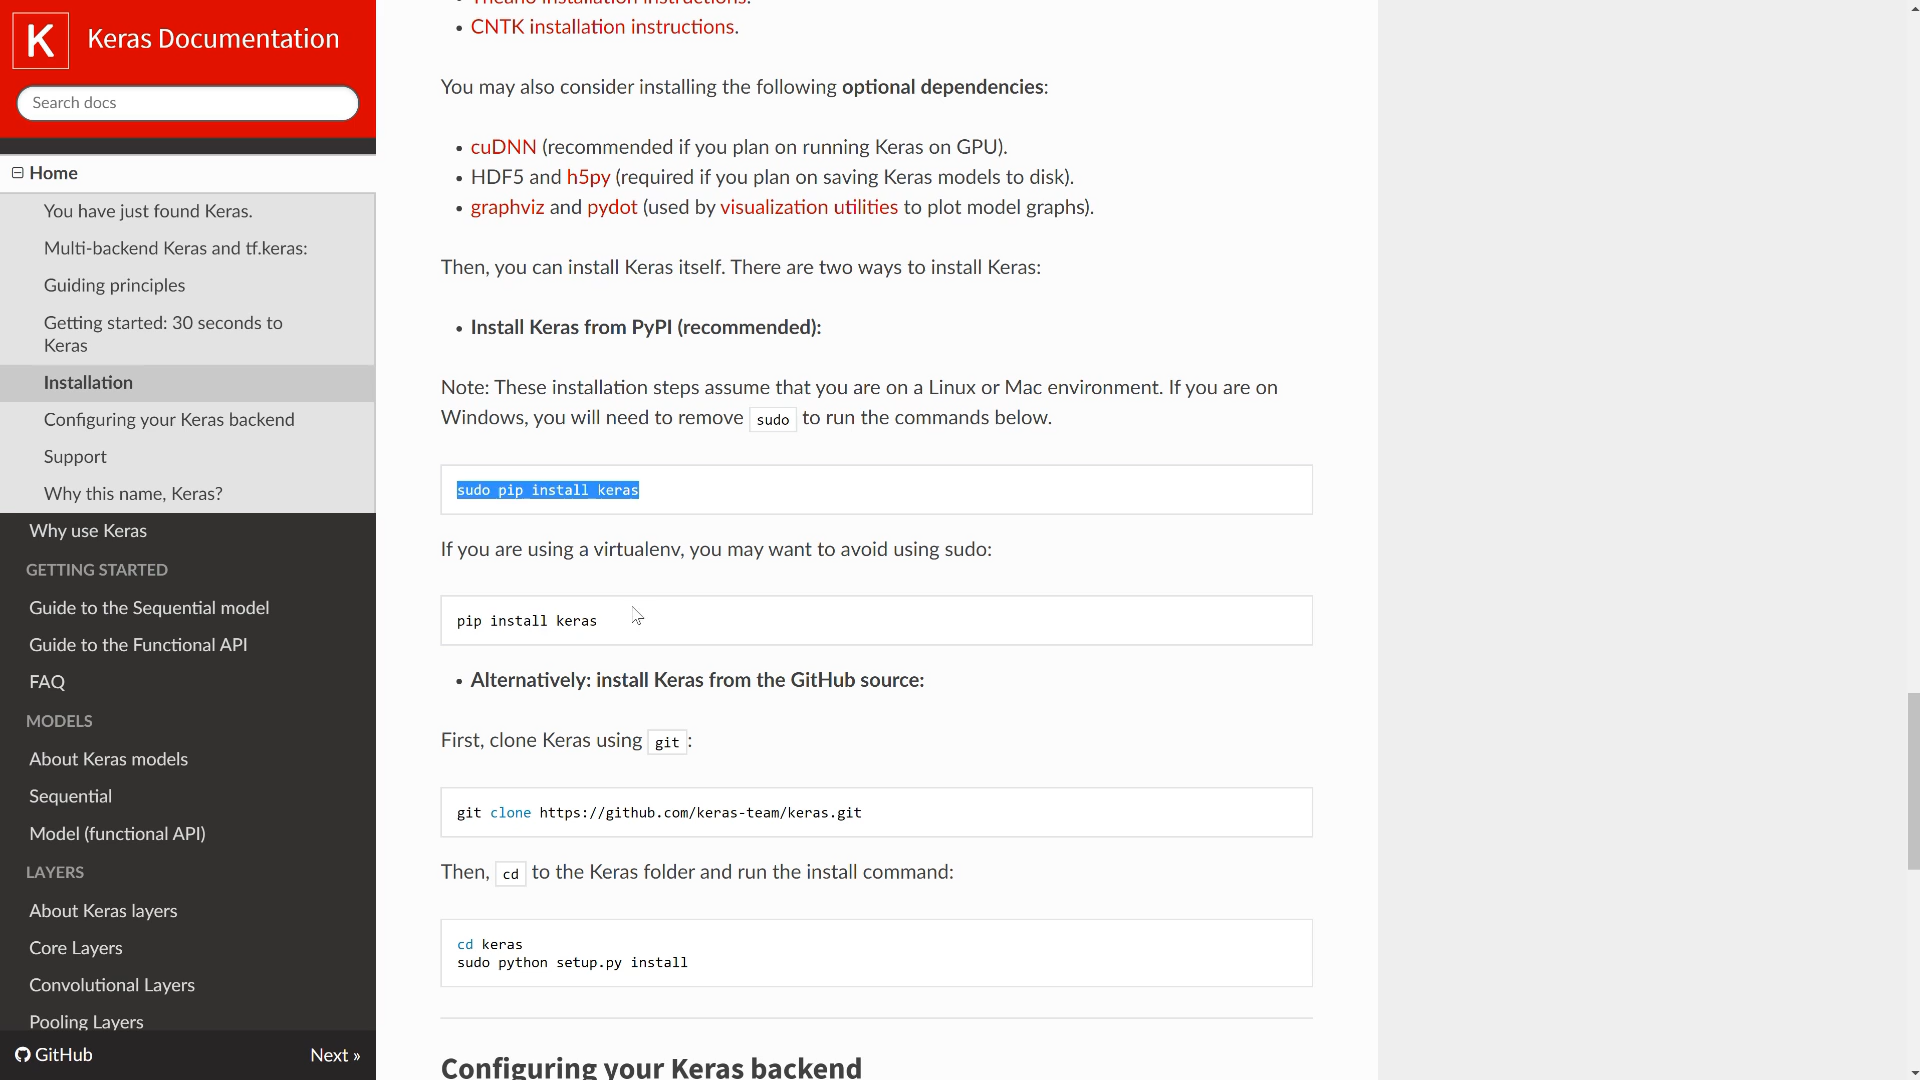 K Keras Documentation
Search docs
Home
You have just found Keras.
Multi-backend Keras and tf.keras:
Guiding principles
Getting started: 30 seconds to
Keras
Installation
Configuring your Keras backend
Support
Why this name, Keras?
Why use Keras
GETTING STARTED
Guide to the Sequential model
Guide to the Functional API
FAQ
MODELS
About Keras models
Sequential
Model (functional API)
LAYERS
About Keras layers
Core Layers
Convolutional Layers
Pooling Layers
GitHub
Next »
• Theano installation instructions.
• CNTK installation instructions.
You may also consider installing the following optional dependencies:
• cuDNN (recommended if you plan on running Keras on GPU).
• HDF5 and h5py (required if you plan on saving Keras models to disk).
• graphviz and pydot (used by visualization utilities to plot model graphs).
Then, you can install Keras itself. There are two ways to install Keras:
• Install Keras from PyPI (recommended):
Note: These installation steps assume that you are on a Linux or Mac environment. If you are on
Windows, you will need to remove sudo to run the commands below.
sudo pip install keras
If you are using a virtualenv, you may want to avoid using sudo:
pip install keras
• Alternatively: install Keras from the GitHub source:
First, clone Keras using git:
git clone https://github.com/keras-team/keras.git
Then, cd to the Keras folder and run the install command:
cd keras
sudo python setup.py install
Configuring your Keras backend